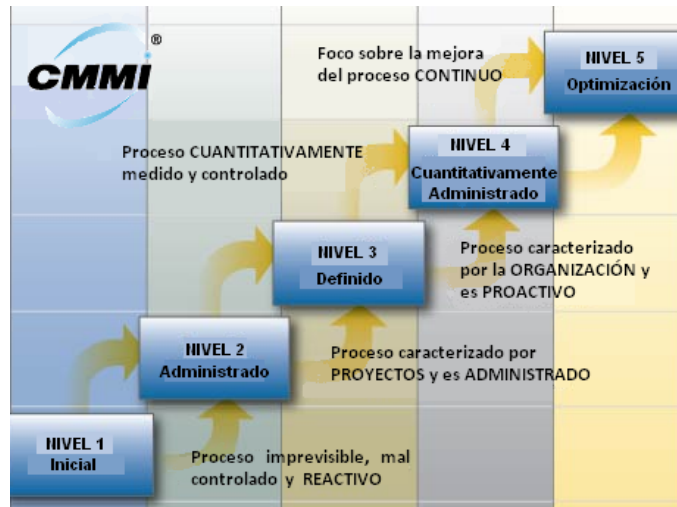 CMMI®
Foco sobre la mejora
del proceso CONTINUO
NIVEL 5
Optimización
Proceso CUANTITATIVAMENTE
medido y controlado
NIVEL 4
Cuantitativamente
Administrado
NIVEL 3
Definido
Proceso caracterizado
por la ORGANIZACIÓN y
es PROACTIVO
NIVEL 2
Administrado
Proceso caracterizado por
PROYECTOS y es ADMINISTRADO
NIVEL 1
Inicial
Proceso imprevisible, mal
controlado y REACTIVO